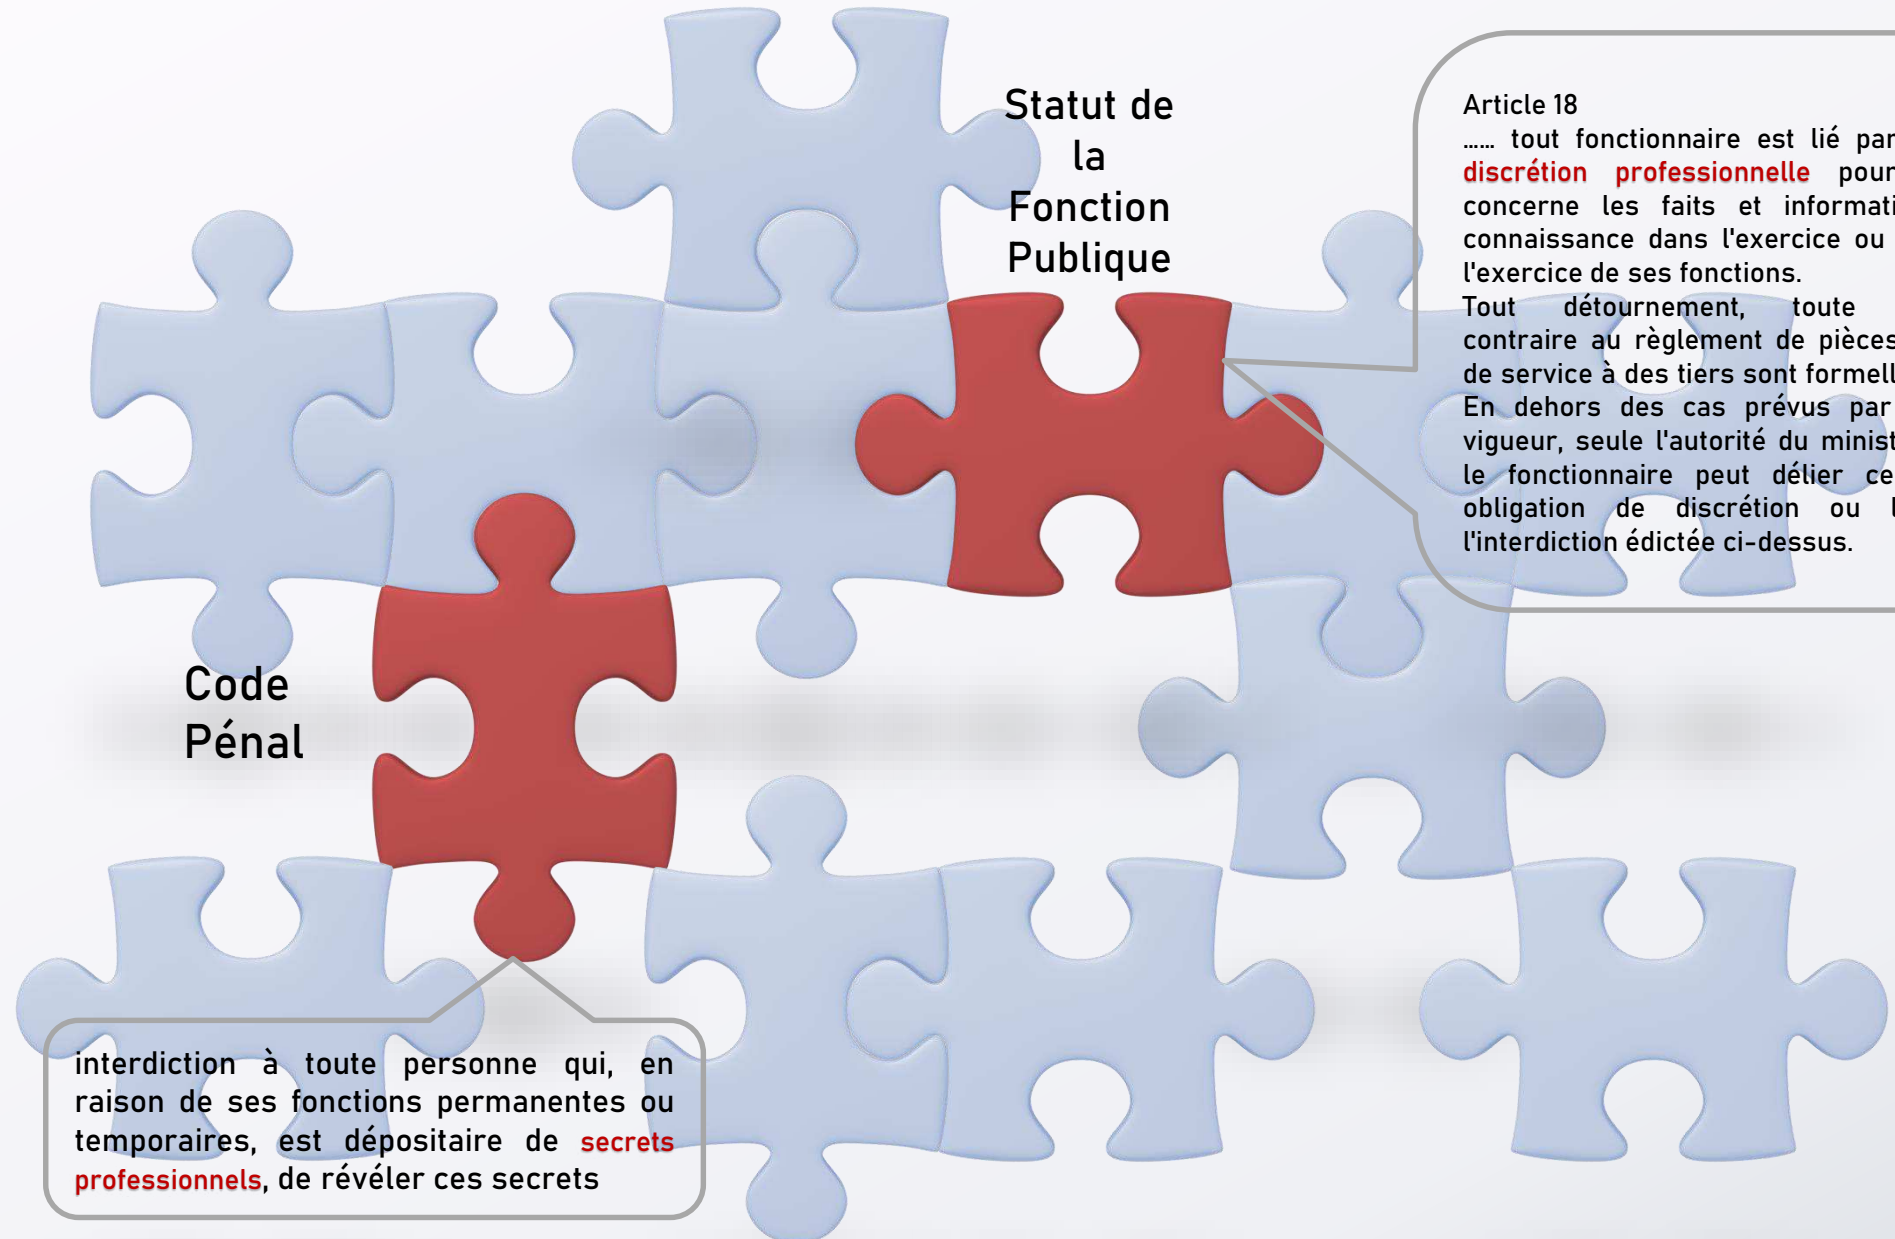 Statut de
la
Fonction
Publique
Article 18
...... tout fonctionnaire est lié par
discrétion professionnelle pour
concerne les faits et informati
connaissance dans l'exercice ou
l'exercice de ses fonctions.
Tout détournement, toute
contraire au règlement de pièces
de service à des tiers sont formell
En dehors des cas prévus par
vigueur, seule l'autorité du minist
le fonctionnaire peut délier ce
obligation de discrétion ou l
l'interdiction édictée ci-dessus.
Code
Pénal
interdiction à toute personne qui, en
raison de ses fonctions permanentes ou
temporaires, est dépositaire de secrets
professionnels, de révéler ces secrets